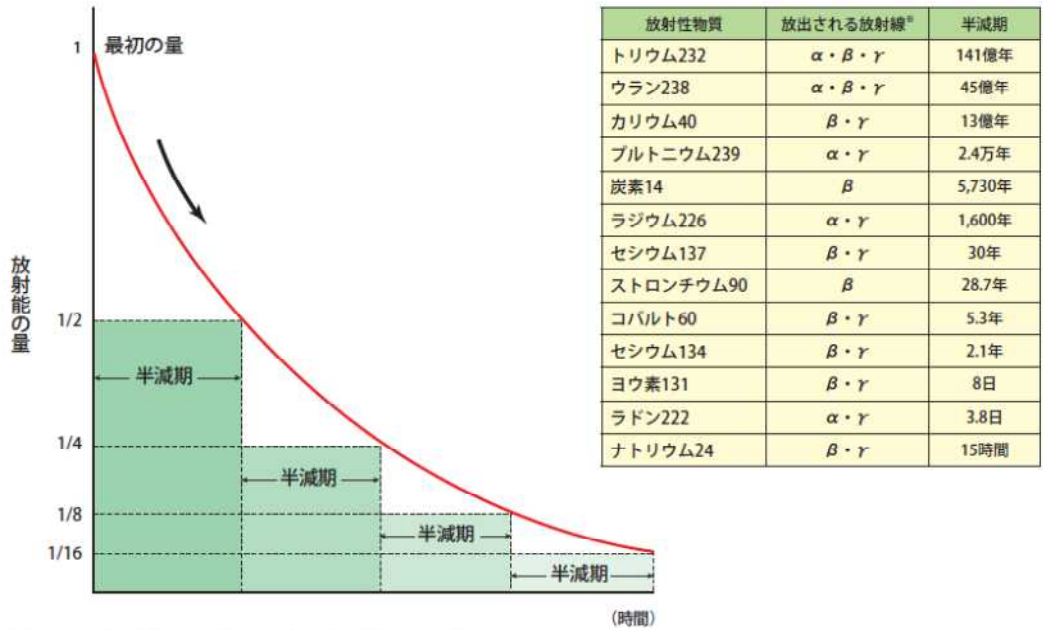 1
最初の量
放射能の量
1/2
半減期
1/4
半減期
1/8
半減期
1/16
半減期
(時間)
放射性物質 放出される放射線※ 半減期
トリウム232 α・β・γ 141億年
ウラン238 α・β・γ 45億年
カリウム40 β・γ 13億年
プルトニウム239 α・γ 2.4万年
炭素14 β 5,730年
ラジウム226 α・γ 1,600年
セシウム137 β・γ 30年
ストロンチウム90 β 28.7年
コバルト60 β・γ 5.3年
セシウム134 β・γ 2.1年
ヨウ素131 β・γ 8日
ラドン222 α・γ 3.8日
ナトリウム24 β・γ 15時間